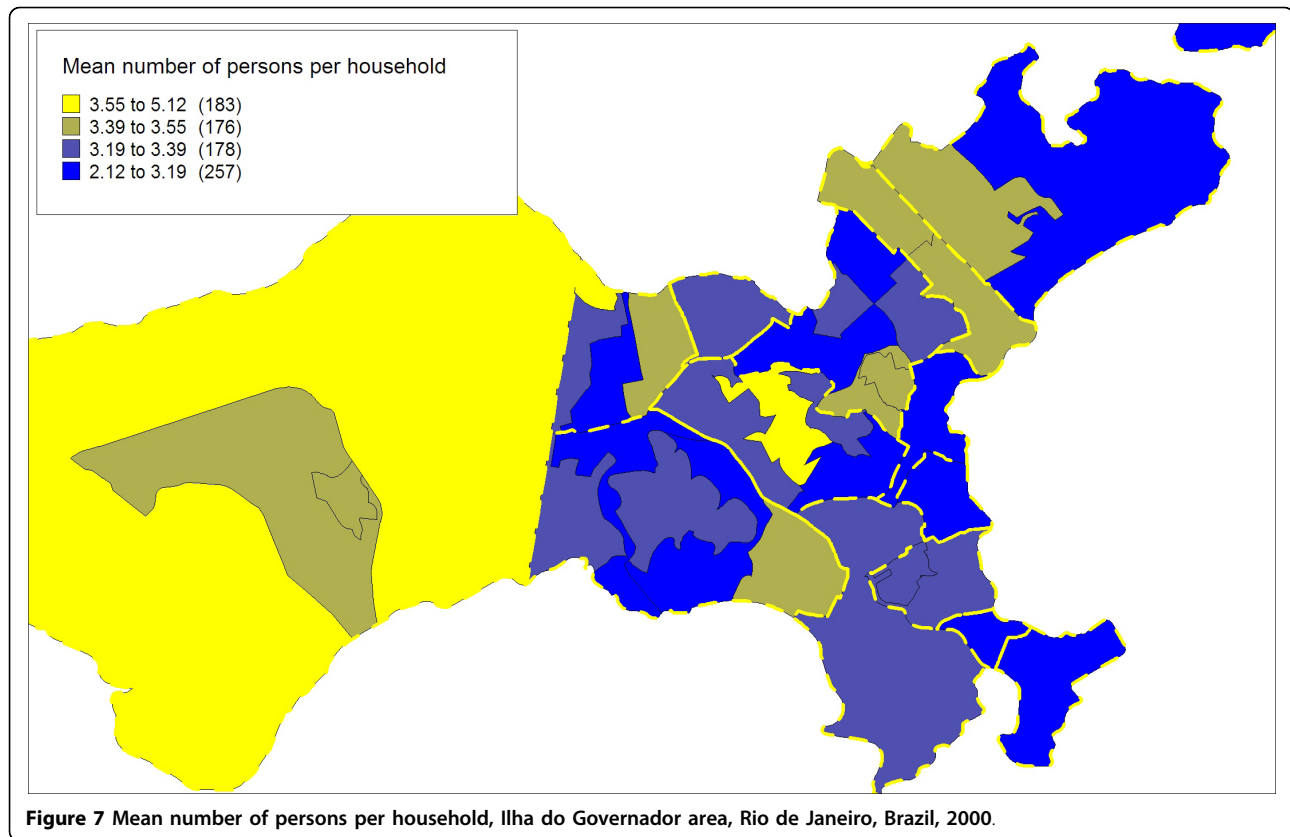 Mean number of persons per household
3.55 to 5.12 (183)
3.39 to 3.55 (176)
3.19 to 3.39 (178)
2.12 to 3.19 (257)
Figure 7 Mean number of persons per household, Ilha do Governador area, Rio de Janeiro, Brazil, 2000.